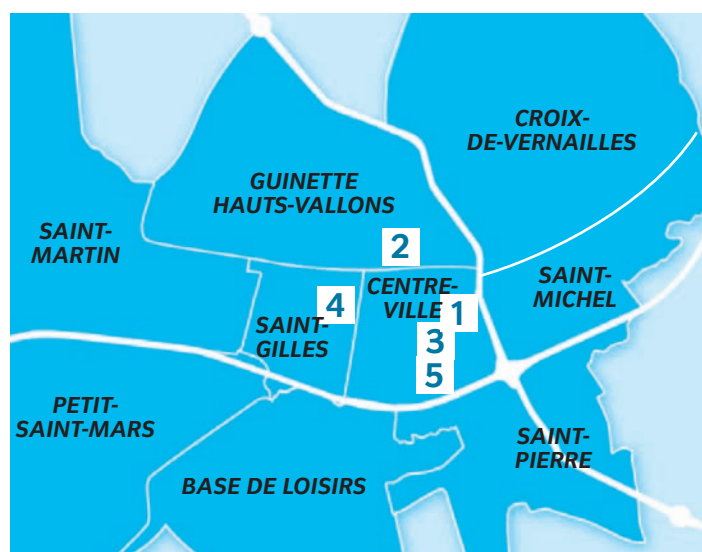 CROIX-
DE-VERNAILLES
GUINETTE
HAUTS-VALLONS
SAINT-
MARTIN
2
CENTRE-
VILLE
1
SAINT-
MICHEL
4
SAINT-
GILLES
3
5
PETIT-
SAINT-MARS
SAINT-
PIERRE
BASE DE LOISIRS